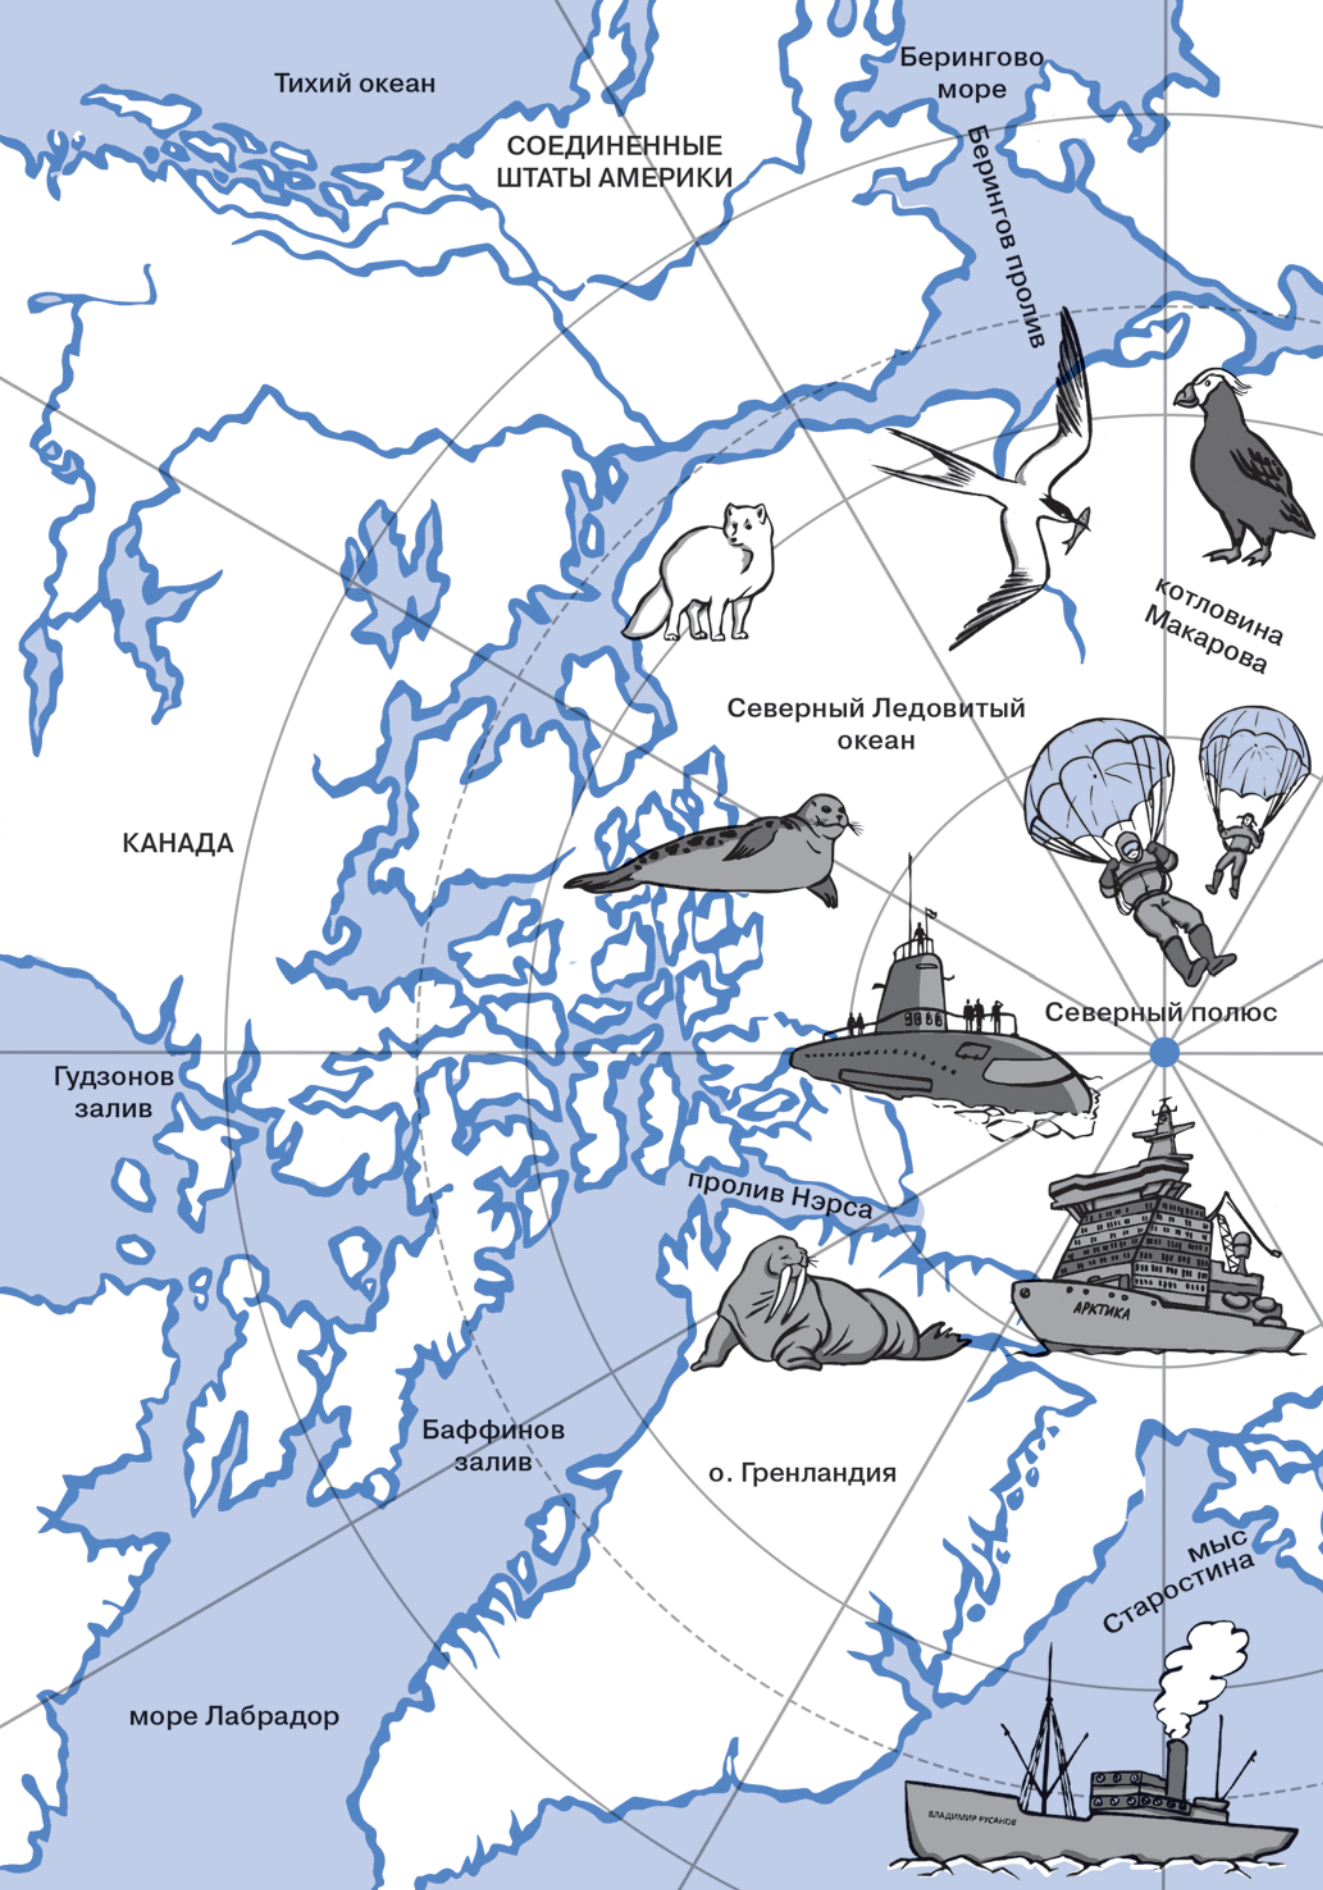 Берингово
море
Тихий океан
СОЕДИНЕННЫЕ
ШТАТЫ АМЕРИКИ
Берингов пролив
котловина
Макарова
Северный Ледовитый
океан
КАНАДА
Северный полюс
Гудзонов
залив
пролив Нэрса
АРКТИКА
Баффинов
залив
о. Гренландия
мыс
Старостина
море Лабрадор
ВЛАДИМИР РУСАНОВ